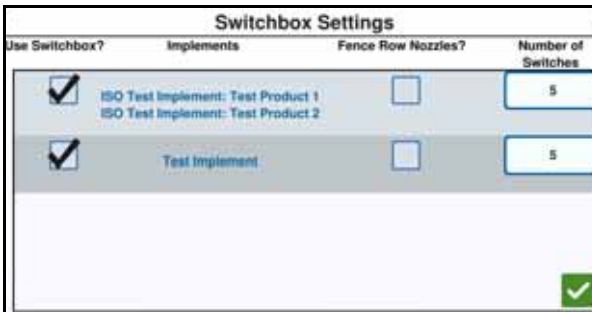 Switchbox Settings
Use Switchbox? Implements Fence Row Nozzles? Number of Switches
ISO Test Implement: Test Product 1
ISO Test Implement: Test Product 2
5
Test Implement
5